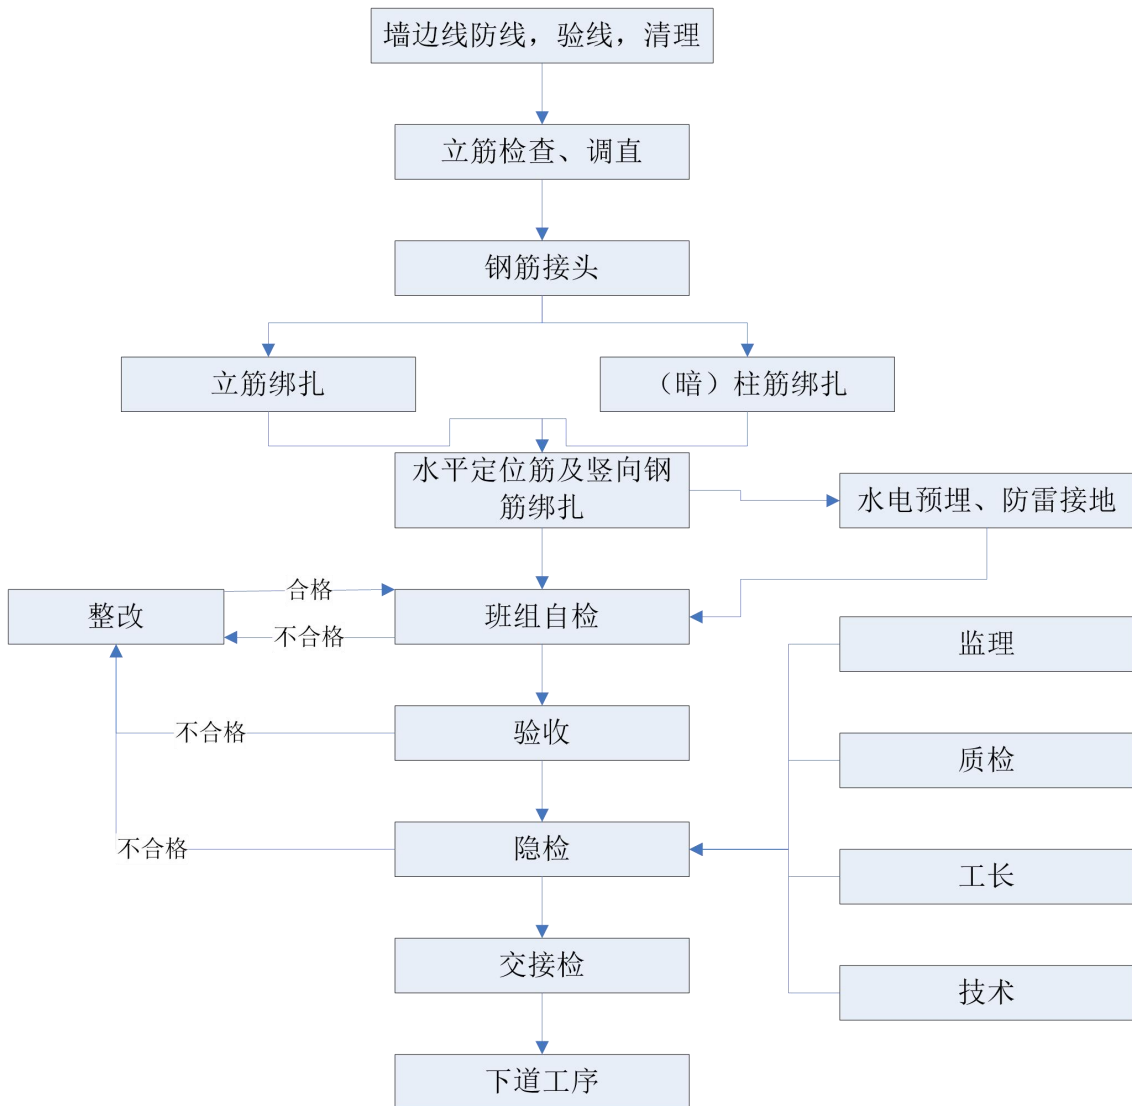 墙边线防线，验线，清理
立筋检查、调直
钢筋接头
立筋绑扎
（暗）柱筋绑扎
水平定位筋及竖向钢
筋绑扎
水电预埋、防雷接地
合格
整改
班组自检
不合格
监理
不合格
验收
质检
不合格
隐检
工长
交接检
技术
下道工序